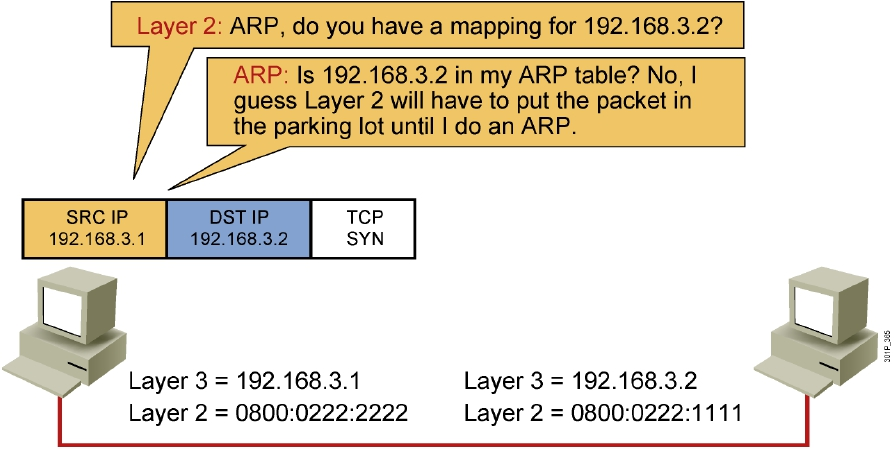 Layer 2: ARP, do you have a mapping for 192.168.3.2?
ARP: Is 192.168.3.2 in my ARP table? No, I
guess Layer 2 will have to put the packet in
the parking lot until I do an ARP.
SRC IP
192.168.3.1
DST IP
192.168.3.2
TCP
SYN
Layer 3 = 192.168.3.1
Layer 2 = 0800:0222:2222
Layer 3 = 192.168.3.2
Layer 2 = 0800:0222:1111
301P_365